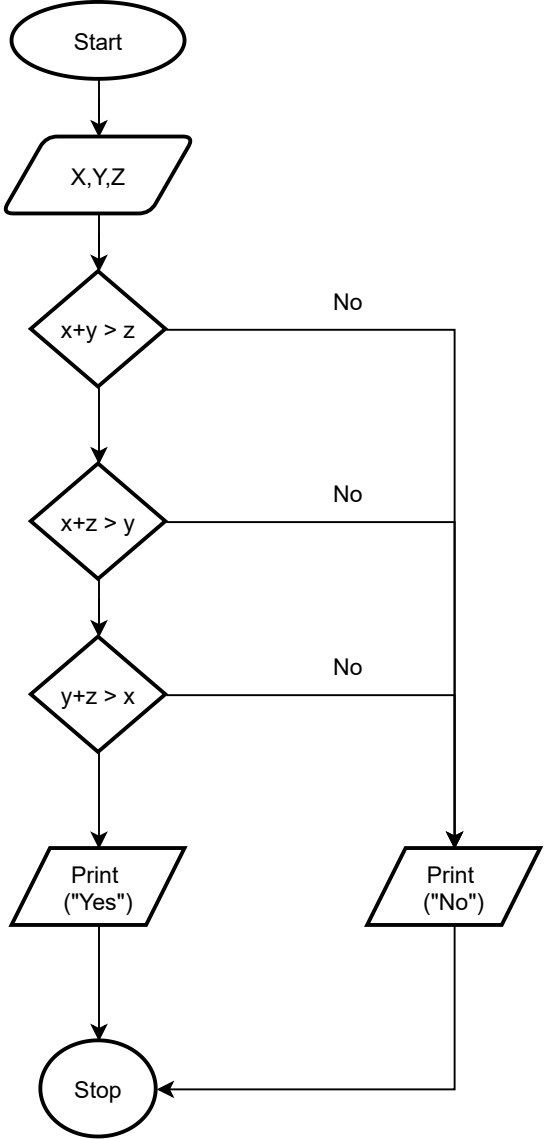 Start
X,Y,Z
No
x+y > z
No
x+z > y
No
y+z > x
Print
("Yes")
Print
("No")
Stop